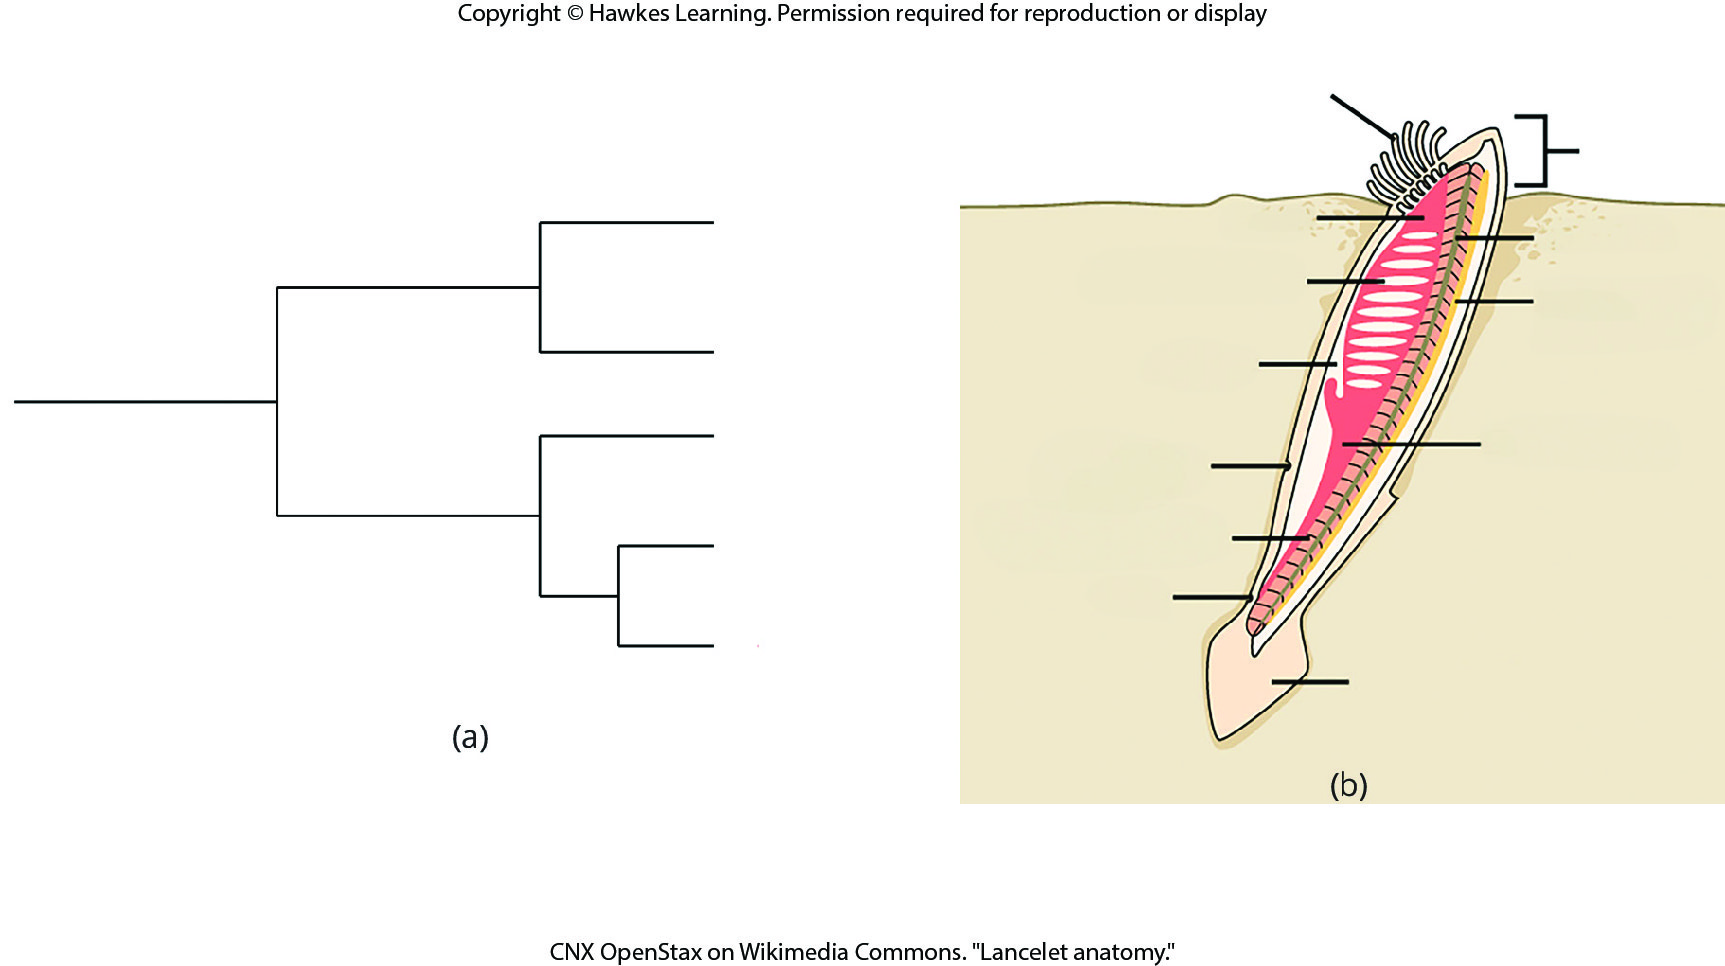 Copyright © Hawkes Learning. Permission required for reproduction or display
(a)
(b)
CNX OpenStax on Wikimedia Commons. "Lancelet anatomy."